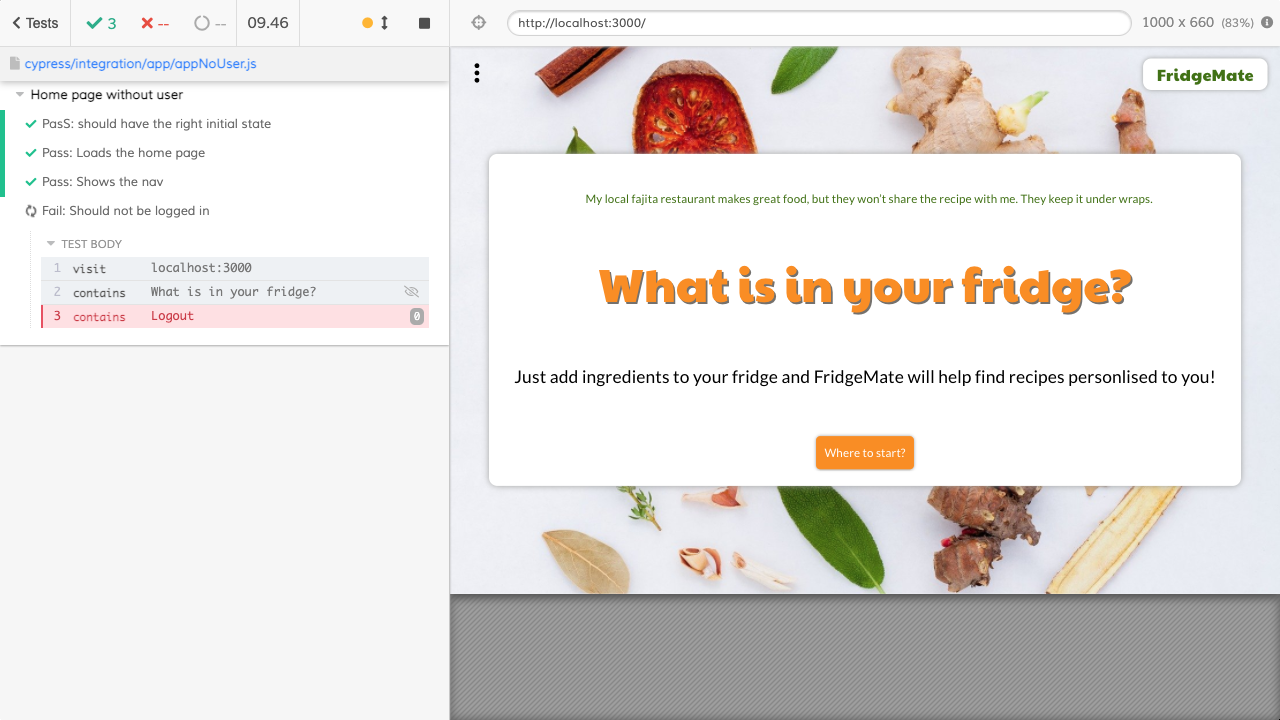 Tests 3 -- -- 09.46
cypress/integration/app/appNoUser.js
Home page without user
PasS: should have the right initial state
Pass: Loads the home page
Pass: Shows the nav
Fail: Should not be logged in
TEST BODY
1 visit localhost:3000
2 contains What is in your fridge?
3 contains Logout 0
http://localhost:3000/ 1000 x 660 (83%)
FridgeMate
My local fajita restaurant makes great food, but they won't share the recipe with me. They keep it under wraps.
What is in your fridge?
Just add ingredients to your fridge and FridgeMate will help find recipes personlised to you!
Where to start?